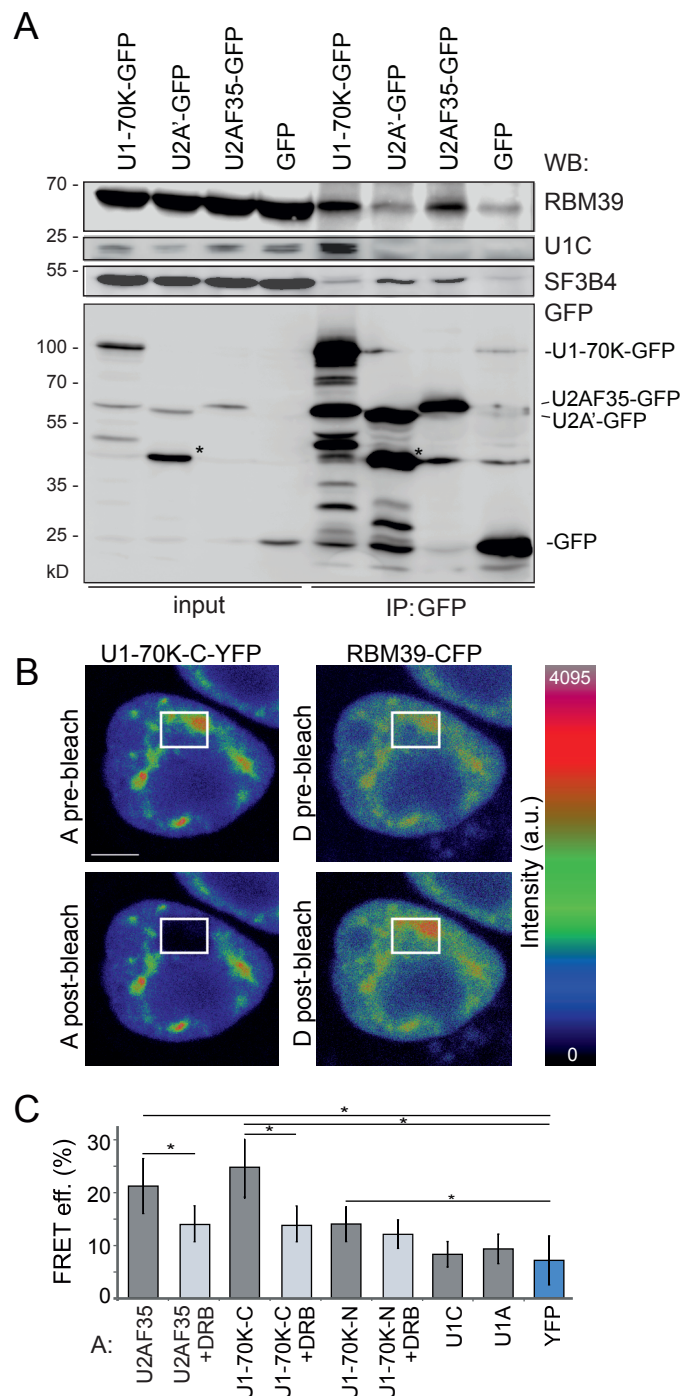 A
U1-70K-GFP
U2A'-GFP
U2AF35-GFP
GFP
U1-70K-GFP
U2A'-GFP
U2AF35-GFP
GFP
WB:
70 -
RBM39
25 -
U1C
55 -
SF3B4
GFP
100 -
-U1-70K-GFP
70 -
U2AF35-GFP
55 -
U2A'-GFP
*
*
35 -
25 -
-GFP
kD
input
IP:GFP
B
U1-70K-C-YFP
RBM39-CFP
A pre-bleach
D pre-bleach
4095
A post-bleach
D post-bleach
Intensity (a.u.)
0
C
*
*
*
*
*
FRET eff. (%)
30
20
10
0
A:
U2AF35
U2AF35
+DRB
U1-70K-C
U1-70K-C
+DRB
U1-70K-N
U1-70K-N
+DRB
U1C
U1A
YFP